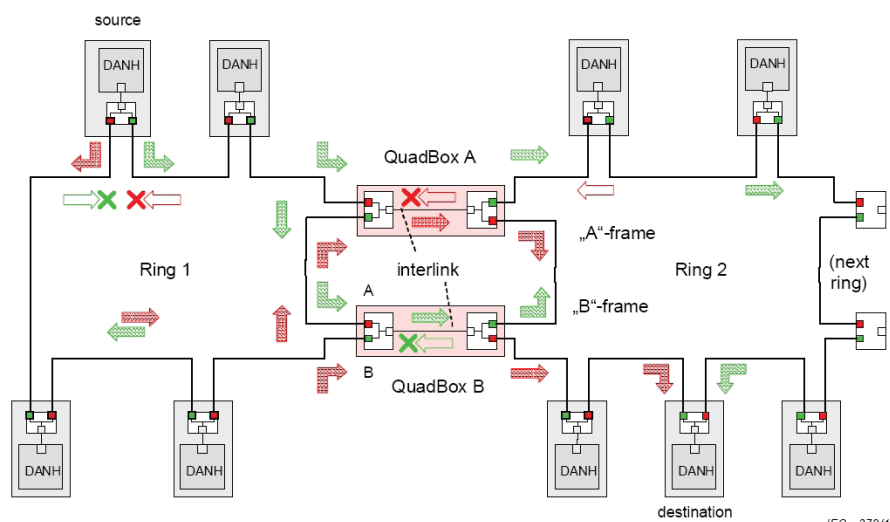 source
DANH
DANH
DANH
DANH
QuadBox A
„A“-frame
Ring 1
interlink
Ring 2
(next
ring)
A
„B“-frame
B
QuadBox B
DANH
DANH
DANH
DANH
DANH
destination